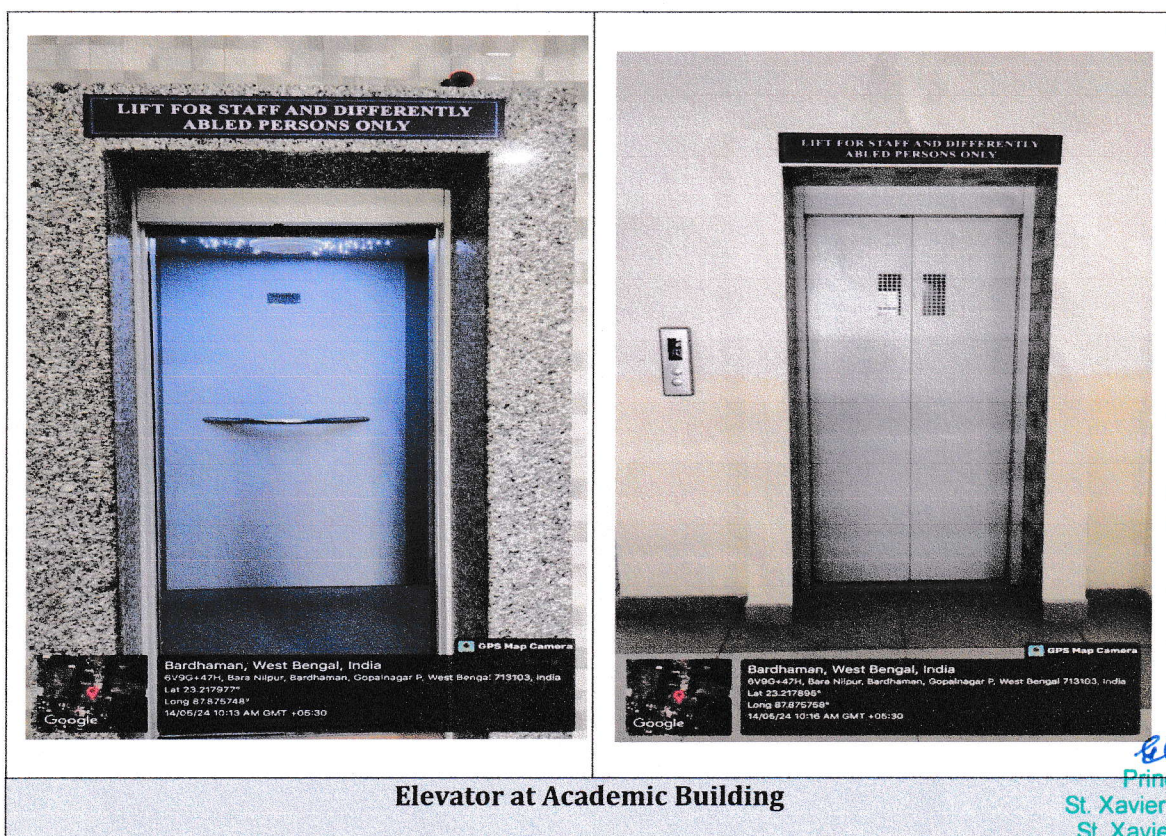 LIFT FOR STAFF AND DIFFERENTLY
ABLED PERSONS ONLY
GPS Map Camera
Bardhaman, West Bengal, India
6V9G+47H, Bara Nilpur, Bardhaman, Gopalnagar P, West Bengal 713103, India
Lat 23.217977°
Long 87.875748°
14/05/24 10:13 AM GMT +05:30
Google
LIFT FOR STAFF AND DIFFERENTLY
ABLED PERSONS ONLY
GPS Map Camera
Bardhaman, West Bengal, India
6V9G+47H, Bara Nilpur, Bardhaman, Gopalnagar P, West Bengal 713103, India
Lat 23.217895°
Long 87.875758°
14/05/24 10:16 AM GMT +05:30
Google
Elevator at Academic Building
Prin
St. Xavier
St. Xavie